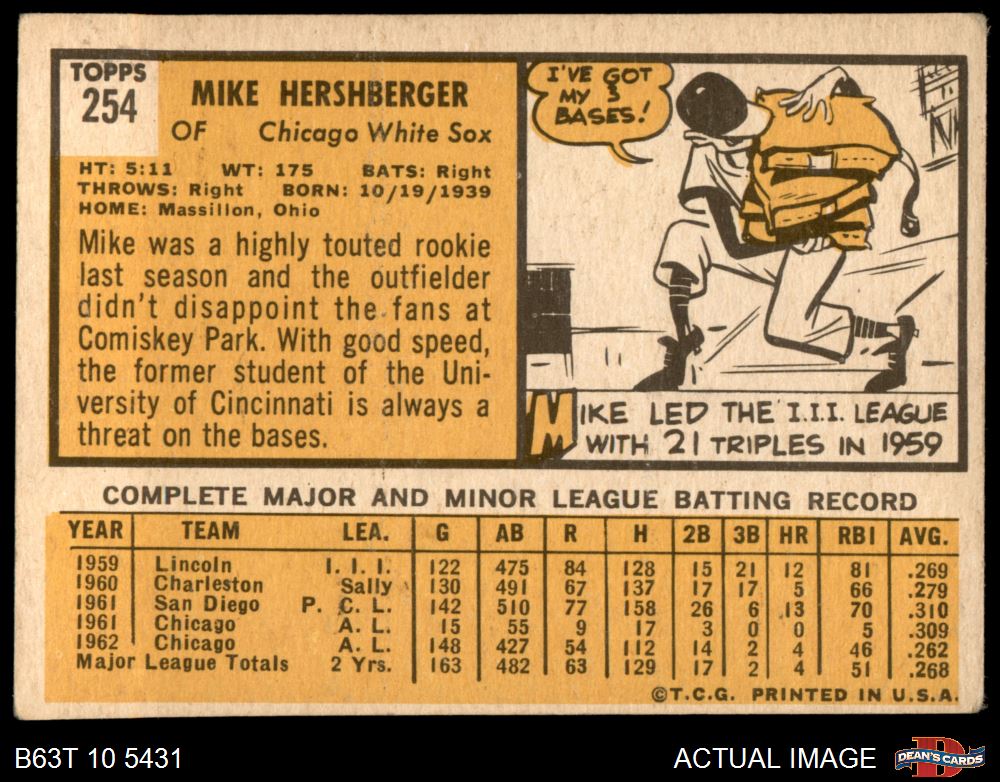 TOPPS
254
MIKE HERSHBERGER
OF Chicago White Sox
HT: 5:11 WT: 175 BATS: Right
THROWS: Right BORN: 10/19/1939
HOME: Massillon, Ohio
Mike was a highly touted rookie
last season and the outfielder
didn't disappoint the fans at
Comiskey Park. With good speed,
the former student of the Uni-
versity of Cincinnati is always a
threat on the bases.
I'VE GOT
MY 3
BASES!
MIKE LED THE I.I.I. LEAGUE
WITH 21 TRIPLES IN 1959
COMPLETE MAJOR AND MINOR LEAGUE BATTING RECORD
YEAR TEAM LEA. G AB R H 2B 3B HR RBI AVG.
1959 Lincoln I. I. I. 122 475 84 128 15 21 12 81 .269
1960 Charleston Sally 130 491 67 137 17 17 5 66 .279
1961 San Diego P. C. L. 142 510 77 158 26 6 13 70 .310
1961 Chicago A. L. 15 55 9 17 3 0 0 5 .309
1962 Chicago A. L. 148 427 54 112 14 2 4 46 .262
Major League Totals 2 Yrs. 163 482 63 129 17 2 4 51 .268
©T.C.G. PRINTED IN U.S.A.
B63T 10 5431
ACTUAL IMAGE
D
DEAN'S CARDS